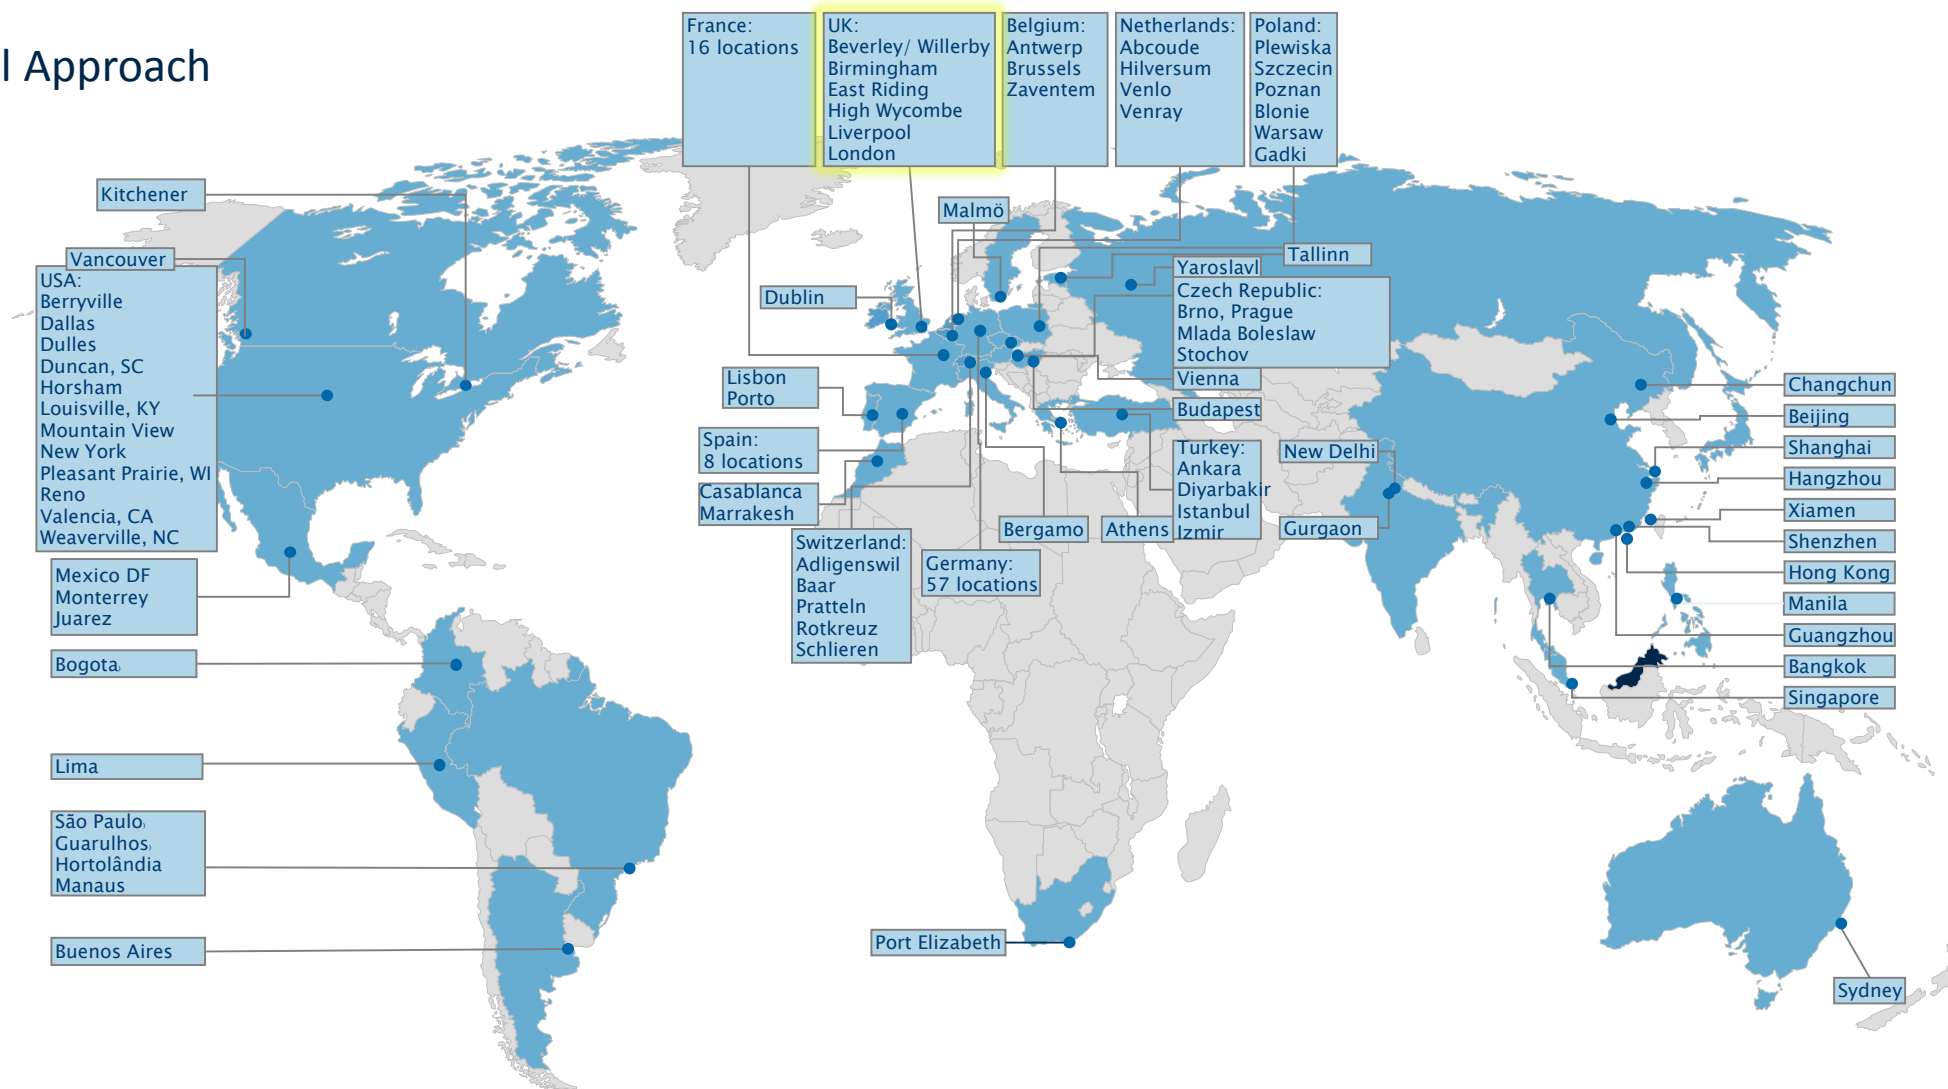 l Approach
France:
16 locations
UK:
Beverley/ Willerby
Birmingham
East Riding
High Wycombe
Liverpool
London
Belgium:
Antwerp
Brussels
Zaventem
Netherlands:
Abcoude
Hilversum
Venlo
Venray
Poland:
Plewiska
Szczecin
Poznan
Blonie
Warsaw
Gadki
Kitchener
Vancouver
USA:
Berryville
Dallas
Dulles
Duncan, SC
Horsham
Louisville, KY
Mountain View
New York
Pleasant Prairie, WI
Reno
Valencia, CA
Weaverville, NC
Mexico DF
Monterrey
Juarez
Bogota
Lima
São Paulo
Guarulhos
Hortolândia
Manaus
Buenos Aires
Malmö
Dublin
Lisbon
Porto
Spain:
8 locations
Casablanca
Marrakesh
Switzerland:
Adligenswil
Baar
Pratteln
Rotkreuz
Schlieren
Germany:
57 locations
Bergamo
Athens
Port Elizabeth
Tallinn
Yaroslavl
Czech Republic:
Brno, Prague
Mlada Boleslaw
Stochov
Vienna
Budapest
Turkey:
Ankara
Diyarbakir
Istanbul
Izmir
New Delhi
Gurgaon
Changchun
Beijing
Shanghai
Hangzhou
Xiamen
Shenzhen
Hong Kong
Manila
Guangzhou
Bangkok
Singapore
Sydney